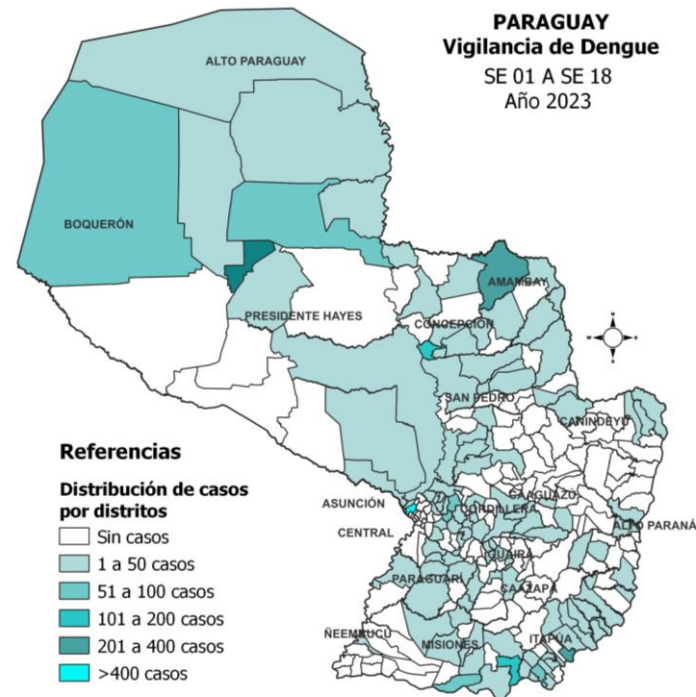 PARAGUAY
Vigilancia de Dengue
SE 01 A SE 18
Año 2023
ALTO PARAGUAY
BOQUERÓN
AMAMBAY
PRESIDENTE HAYES
CONCEPCIÓN
SAN PEDRO
CANINDEYÚ
Referencias
Distribución de casos
por distritos
Sin casos
1 a 50 casos
51 a 100 casos
101 a 200 casos
201 a 400 casos
>400 casos
ASUNCIÓN
CENTRAL
CORDILLERA
CAAGUAZÚ
ALTO PARANÁ
GUAIRÁ
PARAGUARÍ
CAAZAPÁ
ÑEEMBUCÚ
MISIONES
ITAPÚA